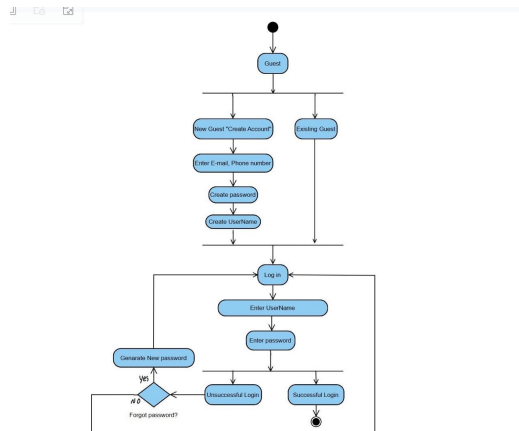 Guest
New Guest "Create Account"
Existing Guest
Enter E-mail, Phone number
Create password
Create UserName
Log in
Enter UserName
Enter password
Genarate New password
Yes
Unsuccessful Login
Successful Login
NO
Forgot password?